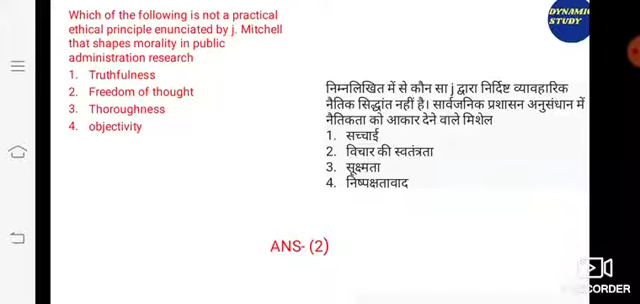 Which of the following is not a practical
ethical principle enunciated by j. Mitchell
that shapes morality in public
administration research
1. Truthfulness
2. Freedom of thought
3. Thoroughness
4. objectivity
DYNAMIC
STUDY
निम्नलिखित में से कौन सा j द्वारा निर्दिष्ट व्यावहारिक
नैतिक सिद्धांत नहीं है। सार्वजनिक प्रशासन अनुसंधान में
नैतिकता को आकार देने वाले मिशेल
1. सच्चाई
2. विचार की स्वतंत्रता
3. सूक्ष्मता
4. निष्पक्षतावाद
ANS- (2)